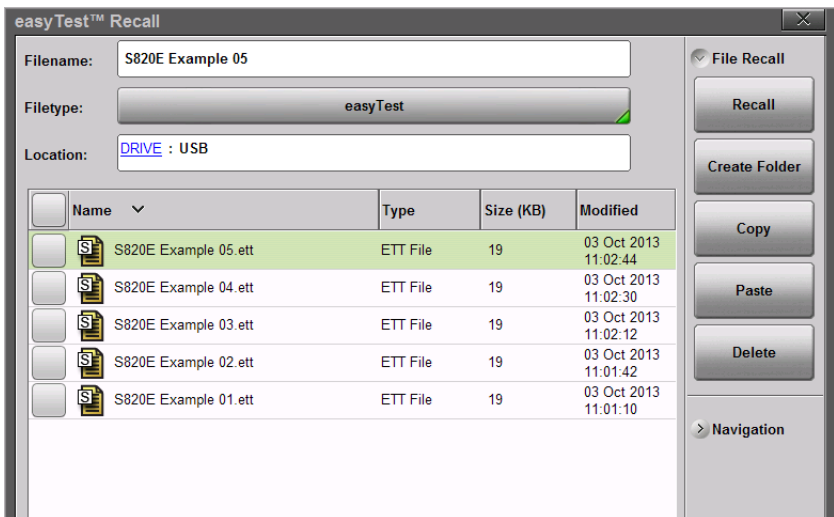 easyTest™ Recall
Filename: S820E Example 05
Filetype: easyTest
Location: DRIVE : USB
Name Type Size (KB) Modified
S S820E Example 05.ett ETT File 19 03 Oct 2013
11:02:44
S S820E Example 04.ett ETT File 19 03 Oct 2013
11:02:30
S S820E Example 03.ett ETT File 19 03 Oct 2013
11:02:12
S S820E Example 02.ett ETT File 19 03 Oct 2013
11:01:42
S S820E Example 01.ett ETT File 19 03 Oct 2013
11:01:10
File Recall
Recall
Create Folder
Copy
Paste
Delete
Navigation